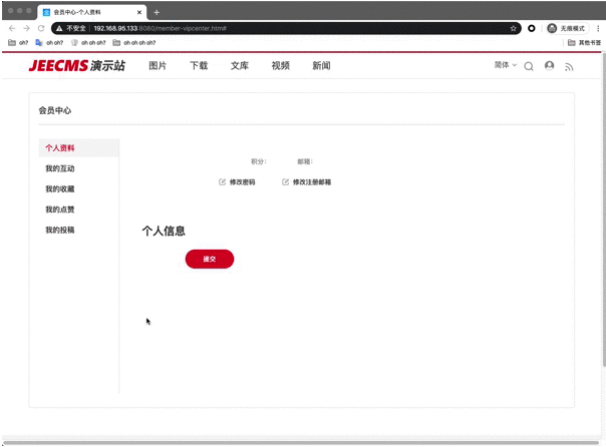 会员中心-个人资料
不安全 192.168.95.133:8080/member-vipcenter.htm#
无痕模式
oh?
oh oh?
oh oh oh?
oh-oh-oh-oh?
其他书签
JEECMS演示站 图片 下载 文库 视频 新闻 简体
会员中心
个人资料
我的互动
我的收藏
我的点赞
我的投稿
积分: 邮箱:
修改密码 修改注册邮箱
个人信息
提交